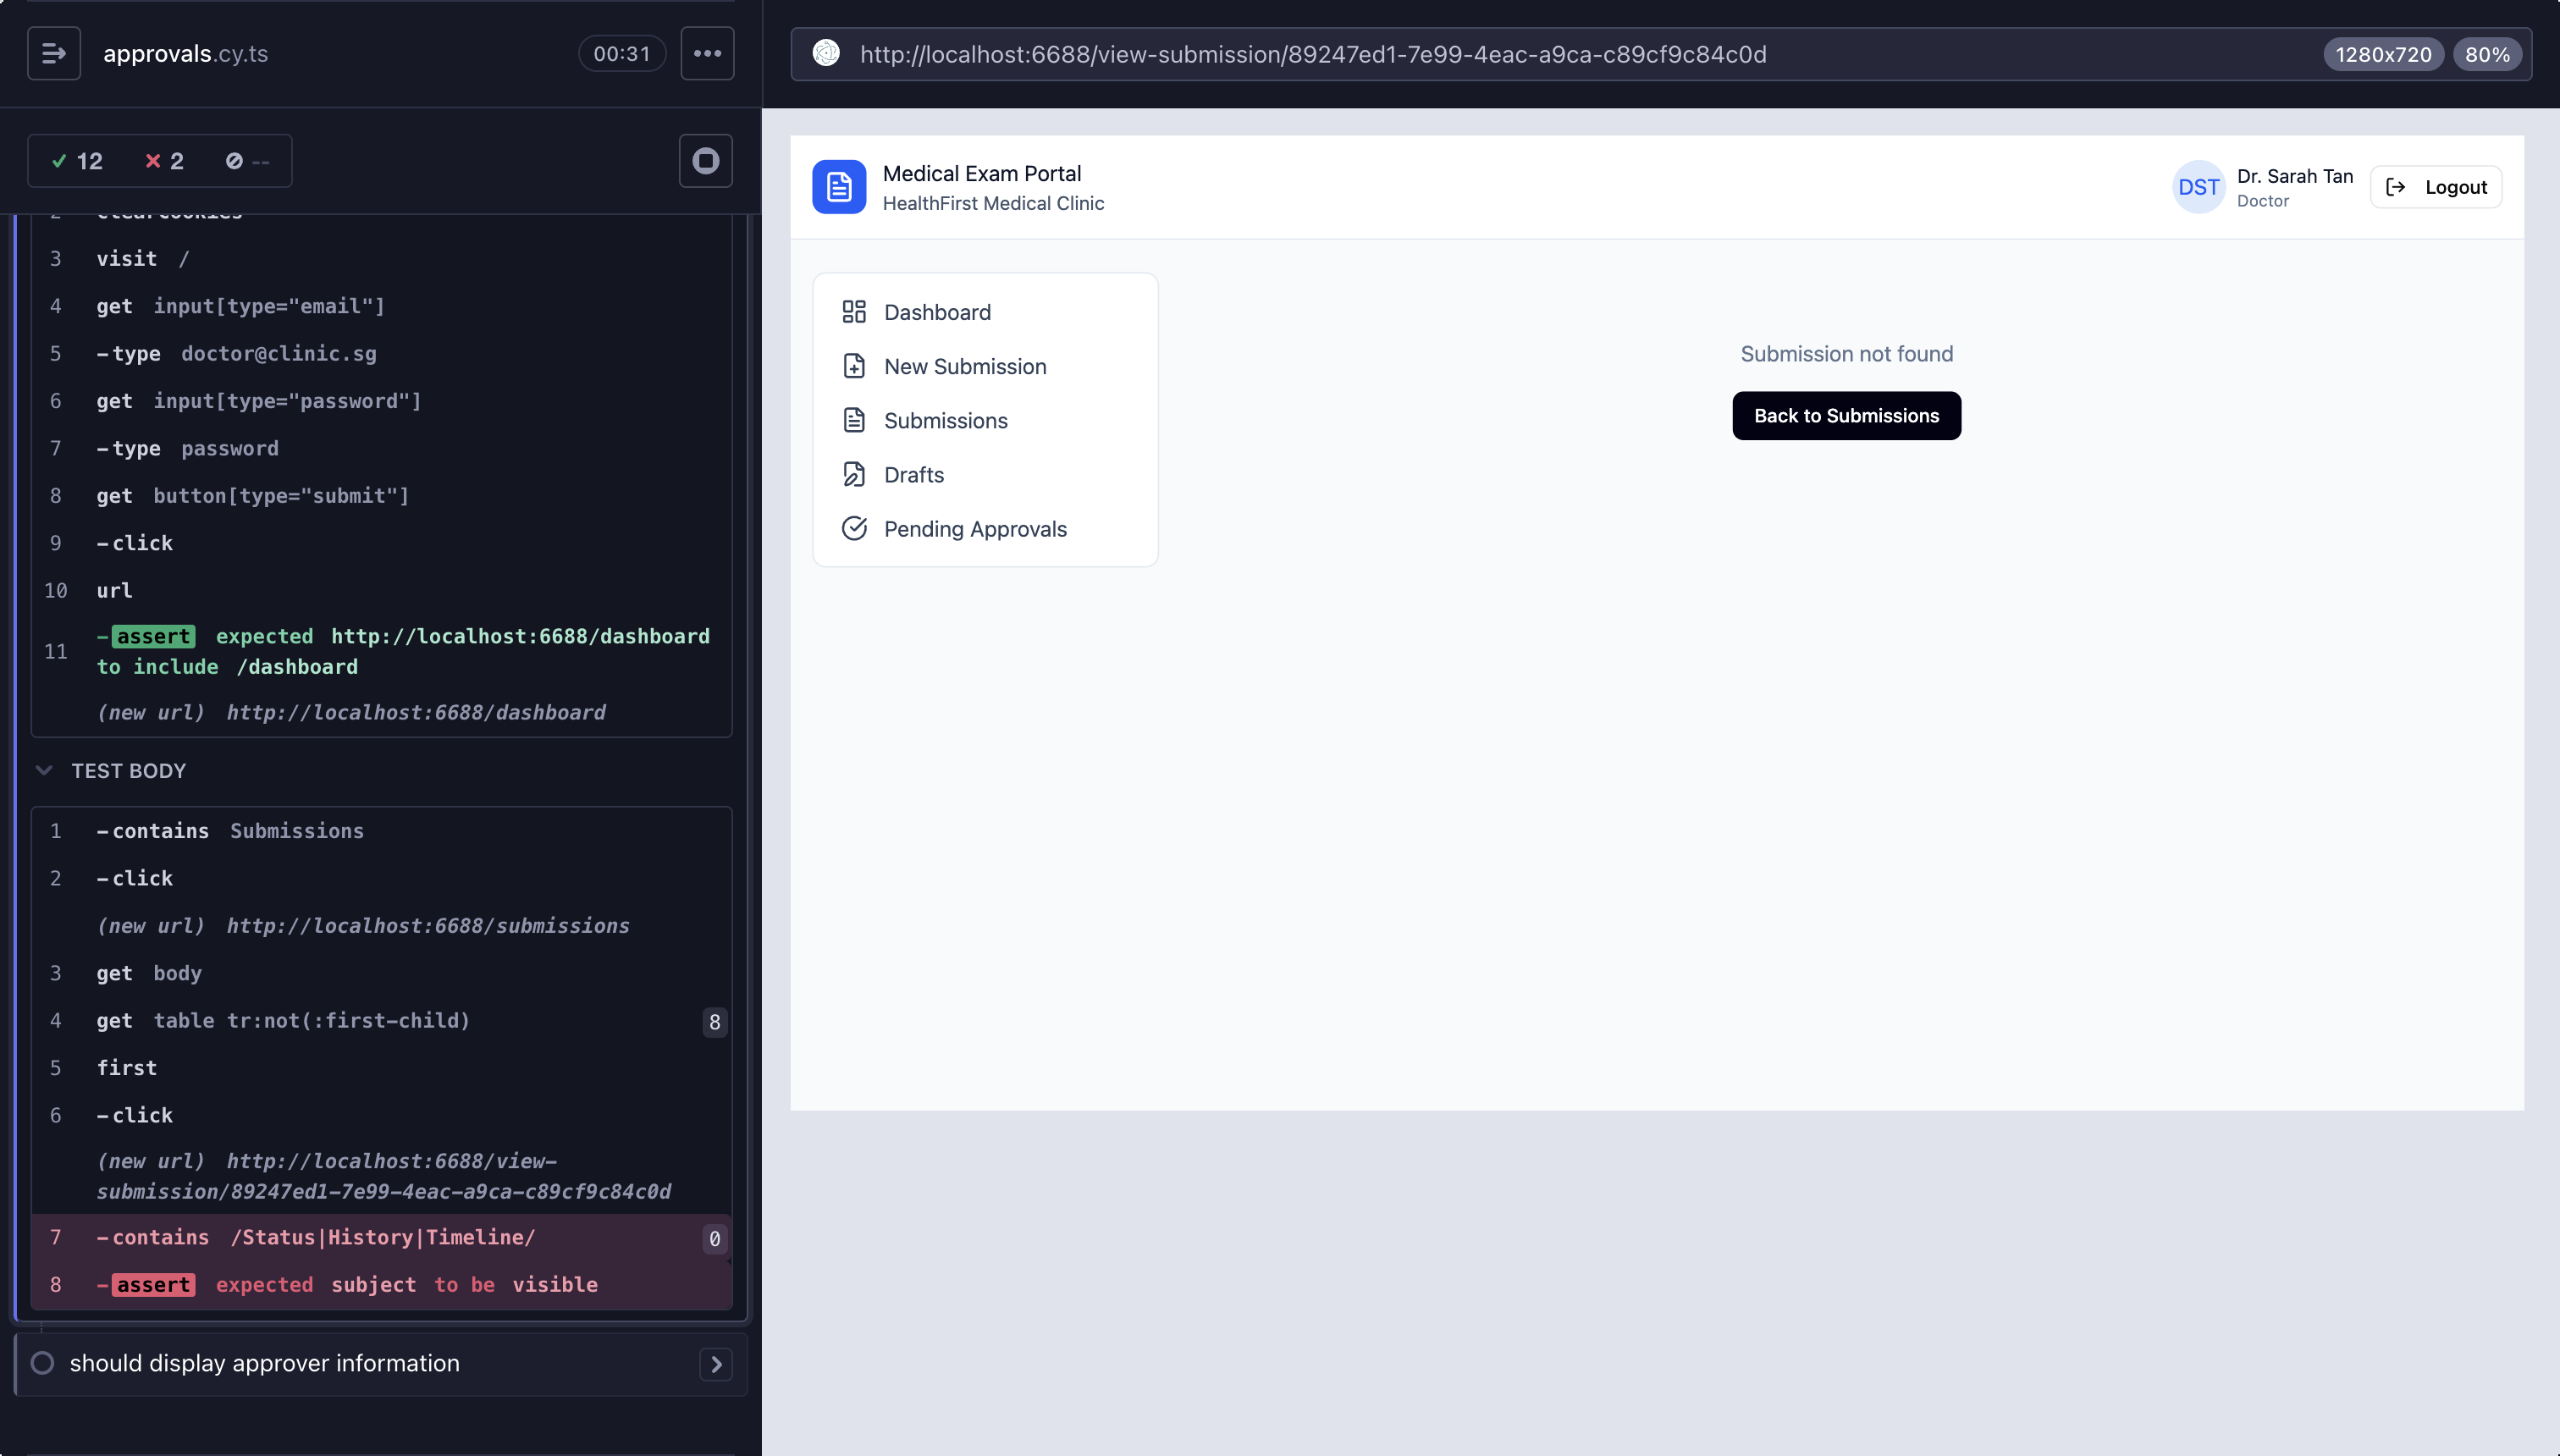 approvals.cy.ts
00:31
12
2
--
2 clearCookies
3 visit /
4 get input[type="email"]
5 -type doctor@clinic.sg
6 get input[type="password"]
7 -type password
8 get button[type="submit"]
9 -click
10 url
11 -assert expected http://localhost:6688/dashboard
to include /dashboard
(new url) http://localhost:6688/dashboard
TEST BODY
1 -contains Submissions
2 -click
(new url) http://localhost:6688/submissions
3 get body
4 get table tr:not(:first-child) 8
5 first
6 -click
(new url) http://localhost:6688/view-
submission/89247ed1-7e99-4eac-a9ca-c89cf9c84c0d
7 -contains /Status|History|Timeline/ 0
8 -assert expected subject to be visible
should display approver information
http://localhost:6688/view-submission/89247ed1-7e99-4eac-a9ca-c89cf9c84c0d
1280x720
80%
Medical Exam Portal
HealthFirst Medical Clinic
DST
Dr. Sarah Tan
Doctor
Logout
Dashboard
New Submission
Submissions
Drafts
Pending Approvals
Submission not found
Back to Submissions